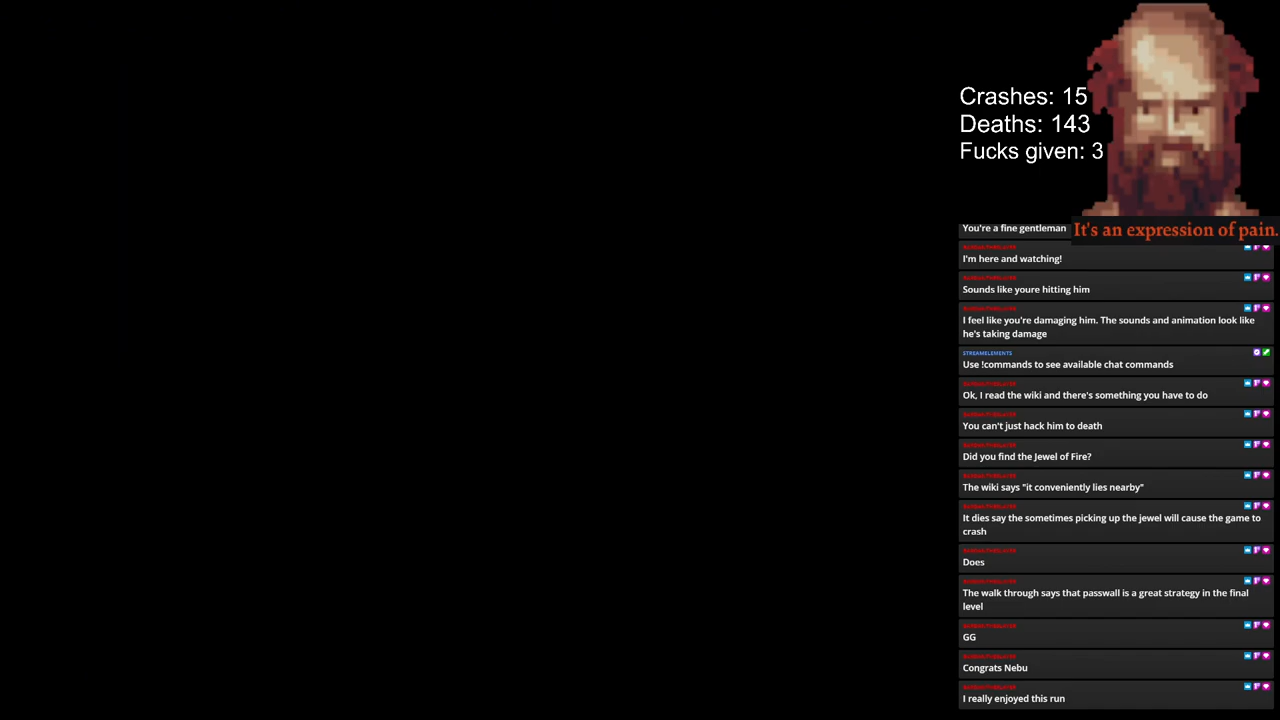 Crashes: 15
Deaths: 143
Fucks given: 3
It's an expression of pain.
You're a fine gentleman
I'm here and watching!
Sounds like youre hitting him
I feel like you're damaging him. The sounds and animation look like
he's taking damage
STREAMELEMENTS
Use !commands to see available chat commands
Ok, I read the wiki and there's something you have to do
You can't just hack him to death
Did you find the Jewel of Fire?
The wiki says "it conveniently lies nearby"
It dies say the sometimes picking up the jewel will cause the game to
crash
Does
The walk through says that passwall is a great strategy in the final
level
GG
Congrats Nebu
I really enjoyed this run